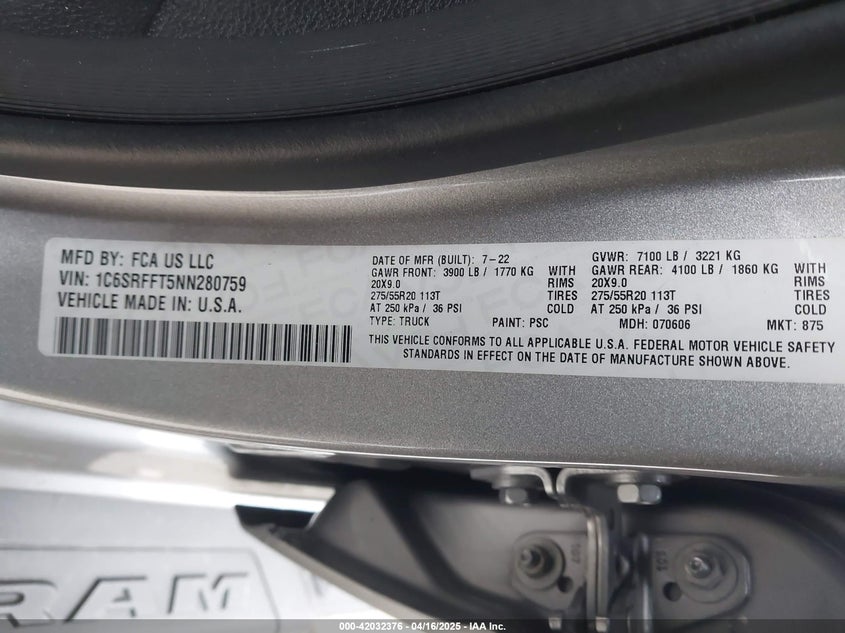 MFD BY: FCA US LLC
VIN: 1C6SRFFT5NN280759
VEHICLE MADE IN: U.S.A.
DATE OF MFR (BUILT): 7-22
GAWR FRONT: 3900 LB / 1770 KG WITH
20X9.0 RIMS
275/55R20 113T TIRES
AT 250 kPa / 36 PSI COLD
TYPE: TRUCK PAINT: PSC
GVWR: 7100 LB / 3221 KG
GAWR REAR: 4100 LB / 1860 KG WITH
20X9.0 RIMS
275/55R20 113T TIRES
AT 250 kPa / 36 PSI COLD
MDH: 070606 MKT: 875
THIS VEHICLE CONFORMS TO ALL APPLICABLE U.S.A. FEDERAL MOTOR VEHICLE SAFETY
STANDARDS IN EFFECT ON THE DATE OF MANUFACTURE SHOWN ABOVE.
RAM
000-42032376 - 04/16/2025 - IAA Inc.